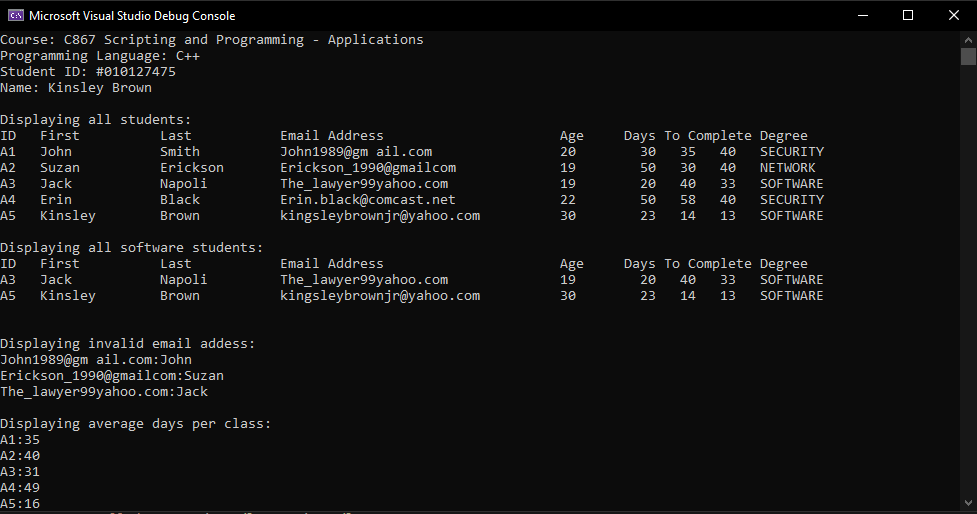 Microsoft Visual Studio Debug Console
Course: C867 Scripting and Programming - Applications
Programming Language: C++
Student ID: #010127475
Name: Kinsley Brown
Displaying all students:
ID First Last Email Address Age Days To Complete Degree
A1 John Smith John1989@gm ail.com 20 30 35 40 SECURITY
A2 Suzan Erickson Erickson_1990@gmailcom 19 50 30 40 NETWORK
A3 Jack Napoli The_lawyer99yahoo.com 19 20 40 33 SOFTWARE
A4 Erin Black Erin.black@comcast.net 22 50 58 40 SECURITY
A5 Kinsley Brown kingsleybrownjr@yahoo.com 30 23 14 13 SOFTWARE
Displaying all software students:
ID First Last Email Address Age Days To Complete Degree
A3 Jack Napoli The_lawyer99yahoo.com 19 20 40 33 SOFTWARE
A5 Kinsley Brown kingsleybrownjr@yahoo.com 30 23 14 13 SOFTWARE
Displaying invalid email addess:
John1989@gm ail.com:John
Erickson_1990@gmailcom:Suzan
The_lawyer99yahoo.com:Jack
Displaying average days per class:
A1:35
A2:40
A3:31
A4:49
A5:16